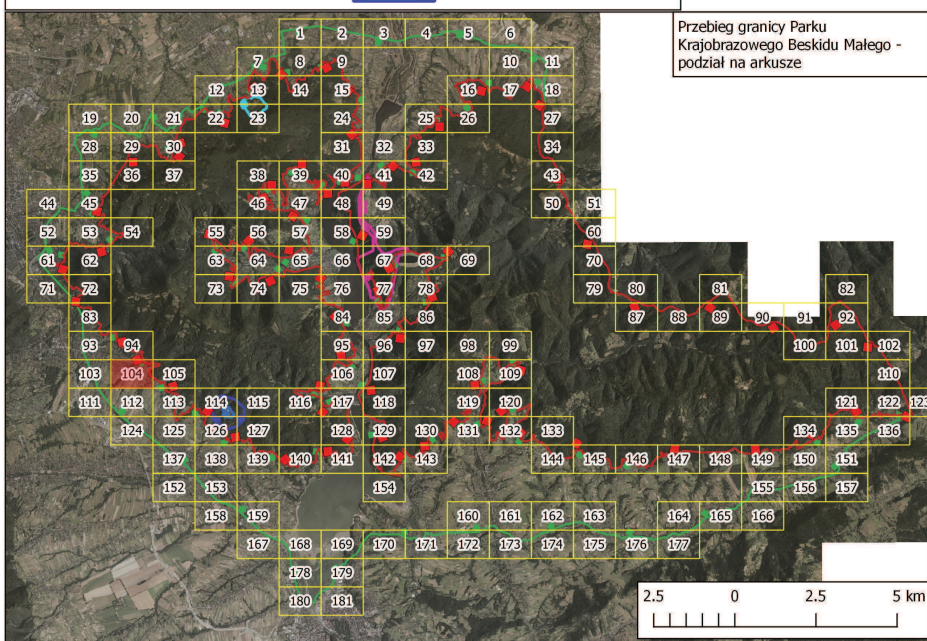 Przebieg granicy Parku
Krajobrazowego Beskidu Małego -
podział na arkusze
1 2 3 4 5 6
7 8 9 10 11
12 13 14 15 16 17 18
19 20 21 22 23 24 25 26 27
28 29 30 31 32 33 34
35 36 37 38 39 40 41 42 43
44 45 46 47 48 49 50 51
52 53 54 55 56 57 58 59 60
61 62 63 64 65 66 67 68 69 70
71 72 73 74 75 76 77 78 79 80 81 82
83 84 85 86 87 88 89 90 91 92
93 94 95 96 97 98 99 100 101 102
103 104 105 106 107 108 109 110
111 112 113 114 115 116 117 118 119 120 121 122 123
124 125 126 127 128 129 130 131 132 133 134 135 136
137 138 139 140 141 142 143 144 145 146 147 148 149 150 151
152 153 154 155 156 157
158 159 160 161 162 163 164 165 166
167 168 169 170 171 172 173 174 175 176 177
178 179
180 181
2.5 0 2.5 5 km